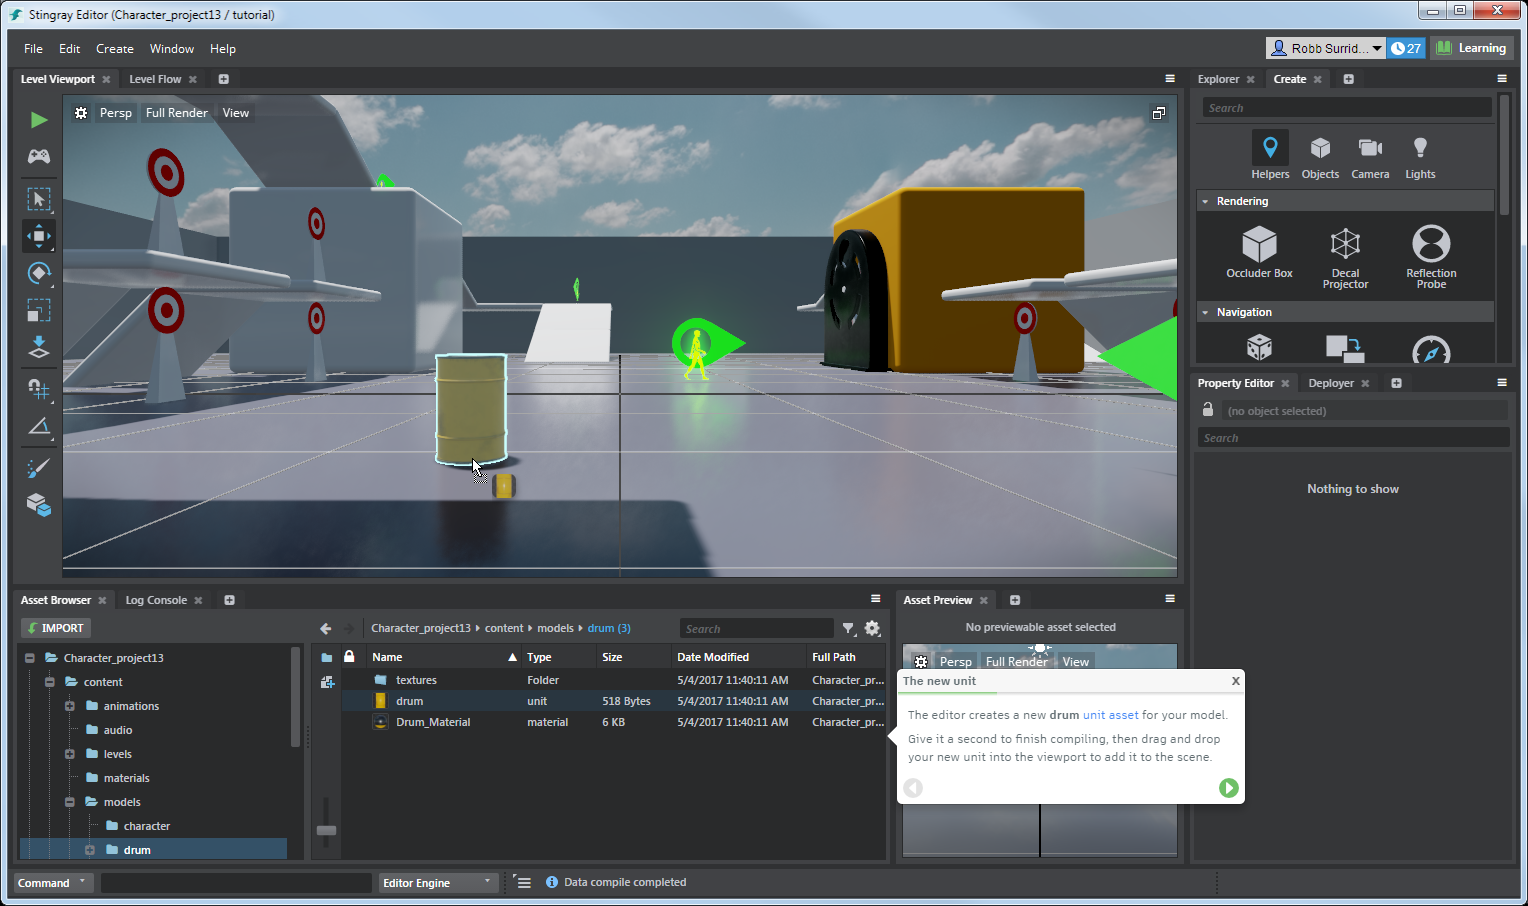 Stingray Editor (Character_project13 / tutorial)
File Edit Create Window Help
Robb Surrid... 27 Learning
Level Viewport Level Flow
Explorer Create
Persp Full Render View
Search
Helpers Objects Camera Lights
Rendering
Occluder Box Decal Projector Reflection Probe
Navigation
Property Editor Deployer
(no object selected)
Search
Nothing to show
Asset Browser Log Console
Asset Preview
IMPORT
Character_project13 content models drum (3)
Search
No previewable asset selected
Persp Full Render View
Name Type Size Date Modified Full Path
textures Folder 5/4/2017 11:40:11 AM Character_pr...
drum unit 518 Bytes 5/4/2017 11:40:11 AM Character_pr...
Drum_Material material 6 KB 5/4/2017 11:40:11 AM Character_pr...
Character_project13
content
animations
audio
levels
materials
models
character
drum
The new unit X
The editor creates a new drum unit asset for your model.
Give it a second to finish compiling, then drag and drop
your new unit into the viewport to add it to the scene.
Command Editor Engine Data compile completed